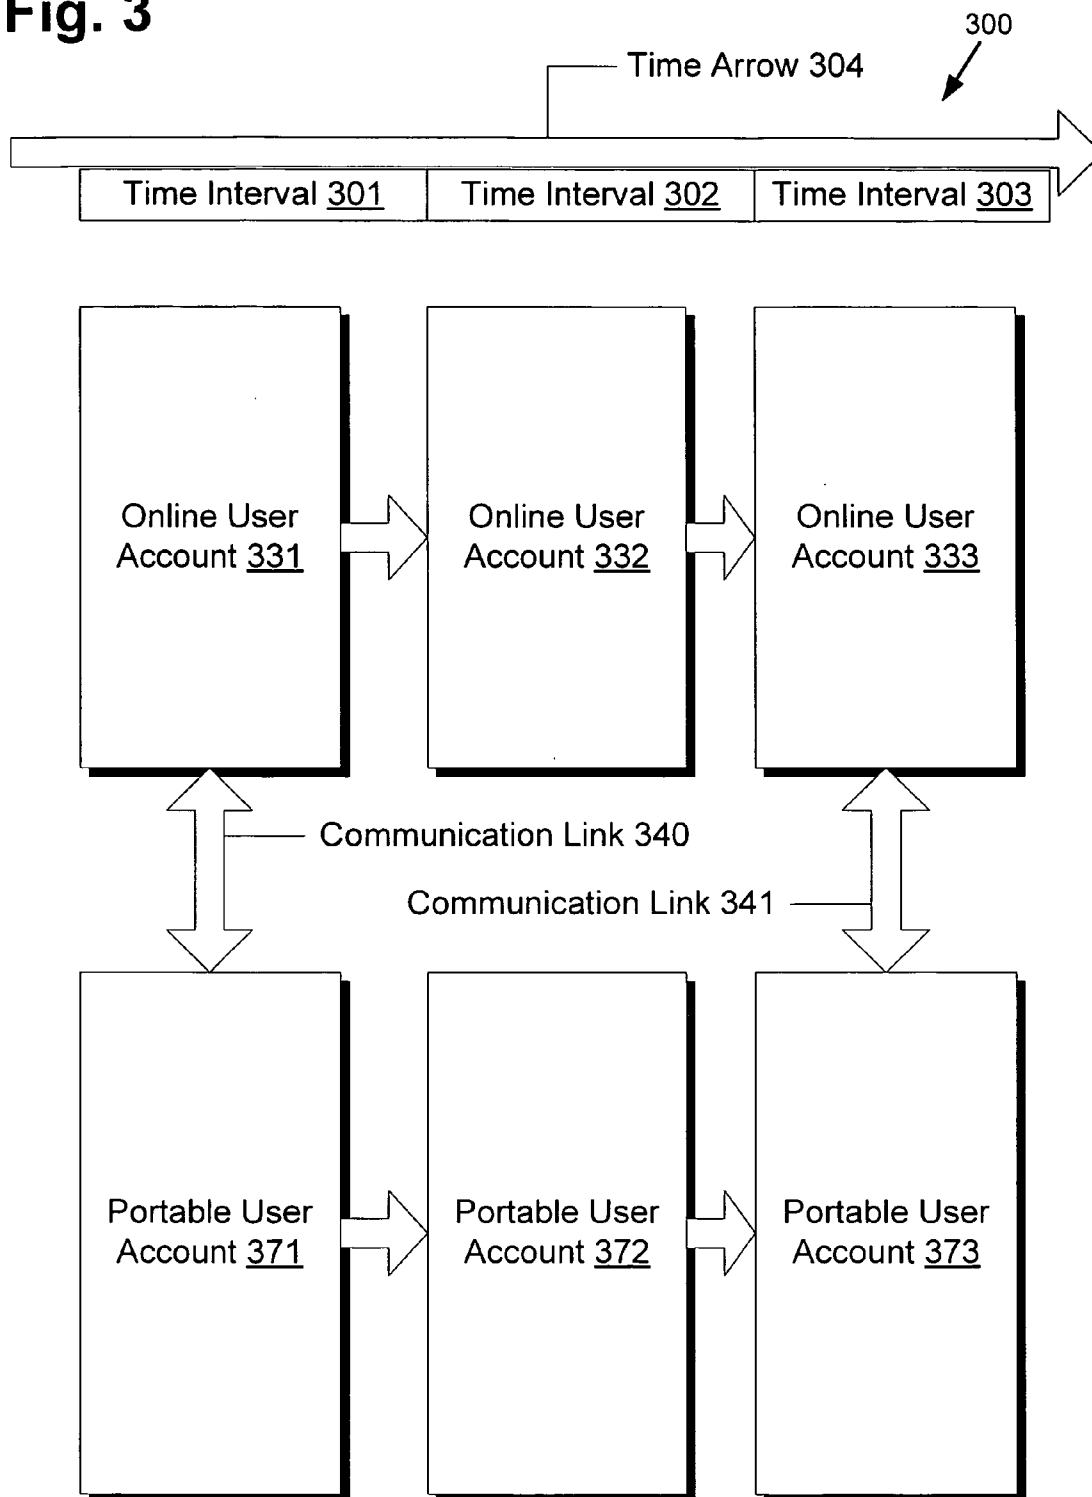 Fig. 3
300
Time Arrow 304
Time Interval 301
Time Interval 302
Time Interval 303
Online User
Account 331
Online User
Account 332
Online User
Account 333
Communication Link 340
Communication Link 341
Portable User
Account 371
Portable User
Account 372
Portable User
Account 373